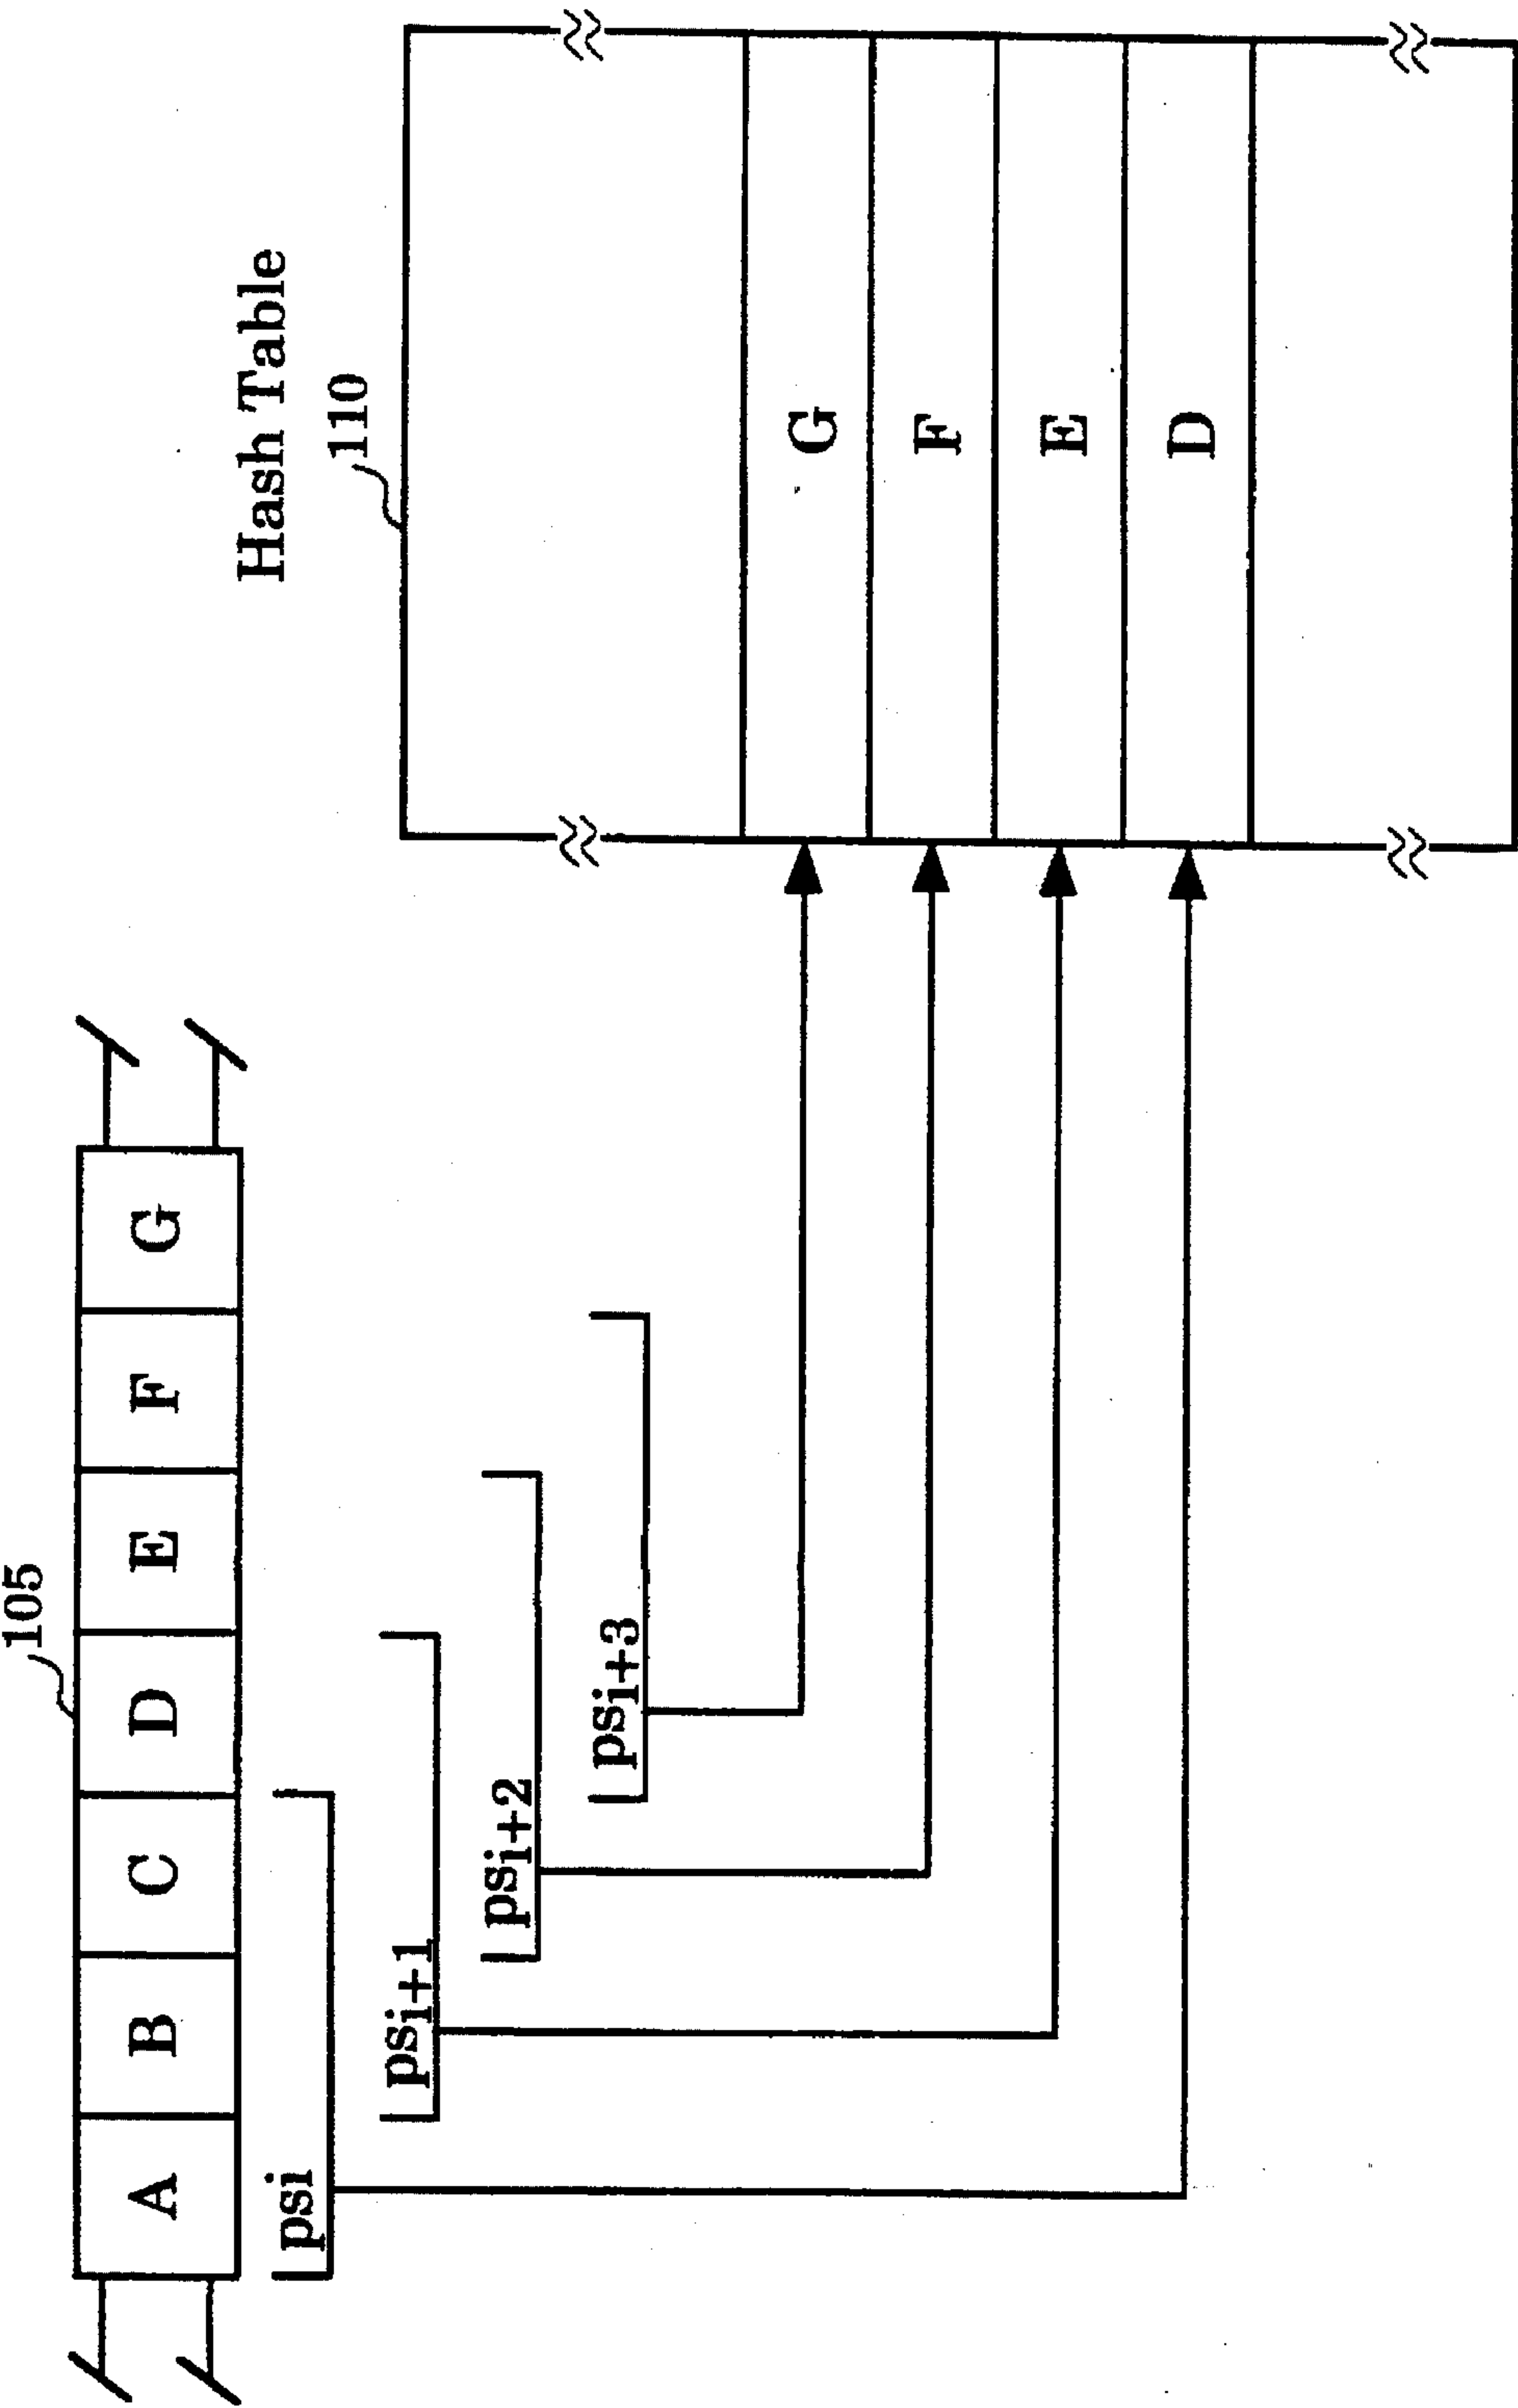 105
A B C D E F G
psi
psi+1
psi+2
psi+3
Hash Table
110
G
F
E
D